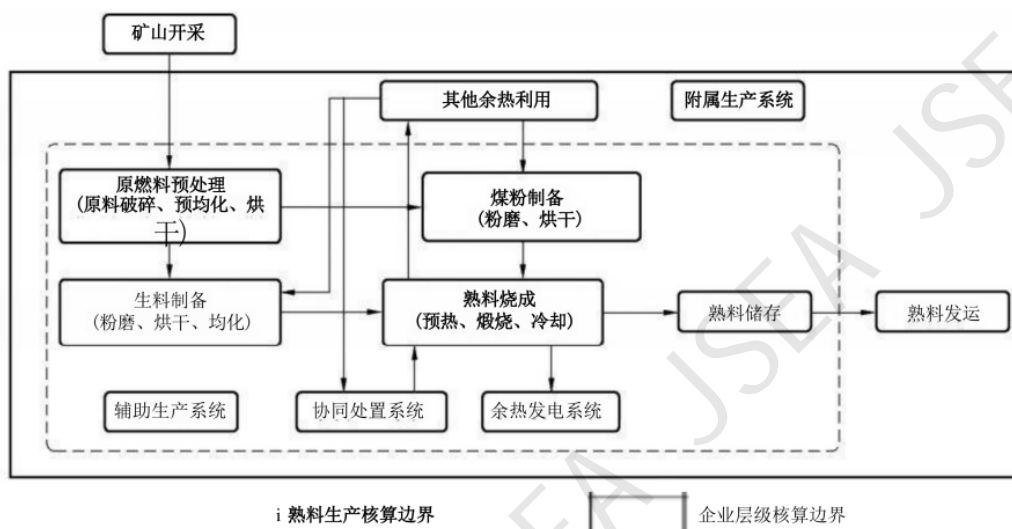 矿山开采
其他余热利用
附属生产系统
原燃料预处理
(原料破碎、预均化、烘
干)
煤粉制备
(粉磨、烘干)
生料制备
(粉磨、烘干、均化)
熟料烧成
(预热、煅烧、冷却)
熟料储存
熟料发运
辅助生产系统
协同处置系统
余热发电系统
i 熟料生产核算边界
企业层级核算边界
JSEA
JSEA
JSE